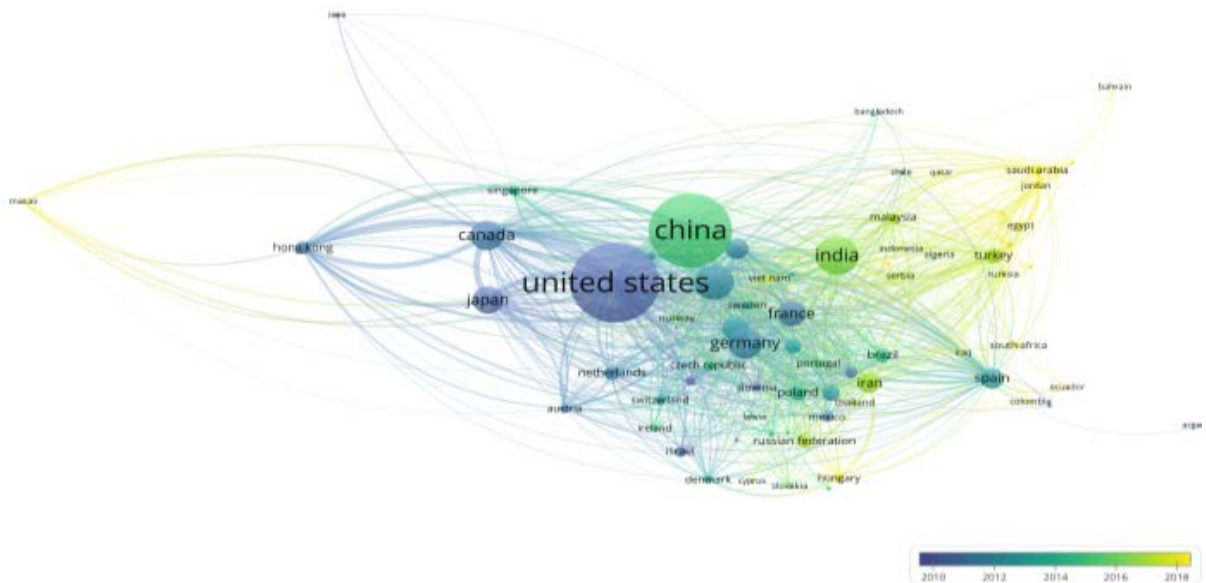 bahrain
bangladesh
saudi arabia
chile
qatar
jordan
singapore
macau
malaysia
egypt
china
canada
hong kong
indonesia
algeria
india
turkey
serbia
tunisia
viet nam
united states
japan
sweden
france
norway
germany
south africa
iraq
brazil
portugal
czech republic
netherlands
spain
iran
slovenia
poland
ecuador
switzerland
thailand
colombia
austria
mexico
ireland
russian federation
israel
denmark
cyprus
slovakia
hungary
2010 2012 2014 2016 2018